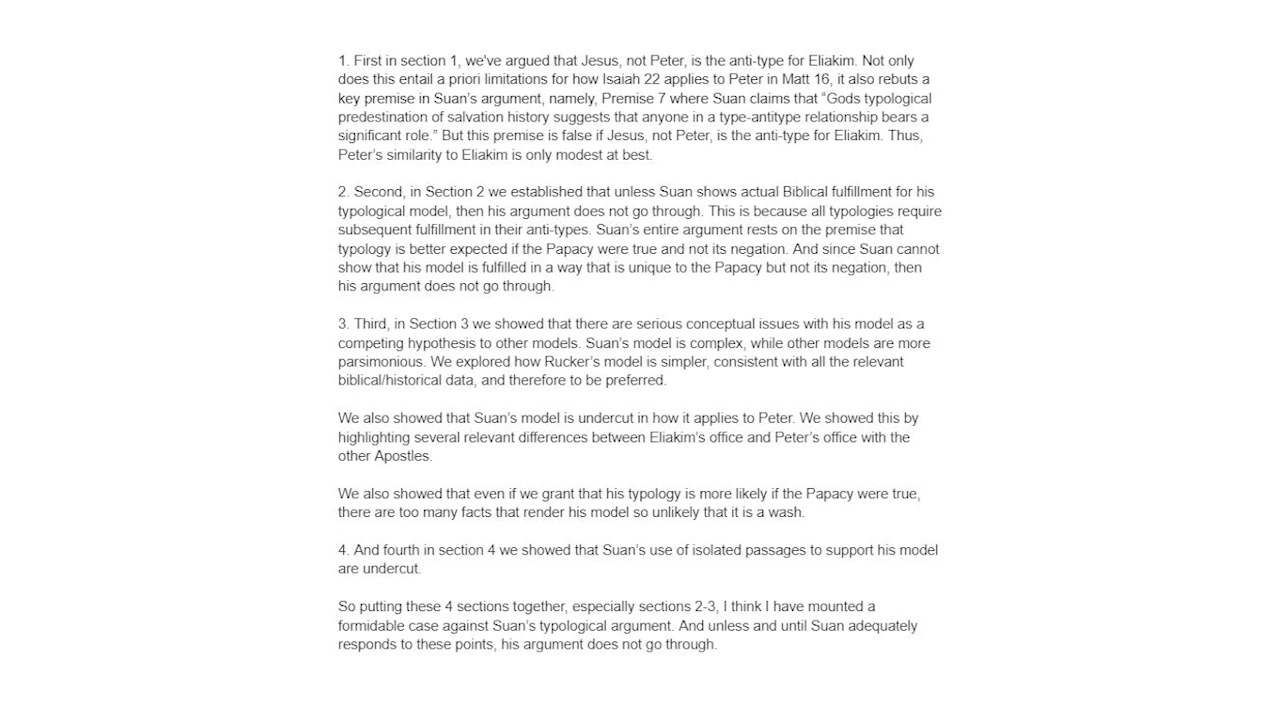 1. First in section 1, we've argued that Jesus, not Peter, is the anti-type for Eliakim. Not only
does this entail a priori limitations for how Isaiah 22 applies to Peter in Matt 16, it also rebuts a
key premise in Suan's argument, namely, Premise 7 where Suan claims that “Gods typological
predestination of salvation history suggests that anyone in a type-antitype relationship bears a
significant role.” But this premise is false if Jesus, not Peter, is the anti-type for Eliakim. Thus,
Peter's similarity to Eliakim is only modest at best.
2. Second, in Section 2 we established that unless Suan shows actual Biblical fulfillment for his
typological model, then his argument does not go through. This is because all typologies require
subsequent fulfillment in their anti-types. Suan's entire argument rests on the premise that
typology is better expected if the Papacy were true and not its negation. And since Suan cannot
show that his model is fulfilled in a way that is unique to the Papacy but not its negation, then
his argument does not go through.
3. Third, in Section 3 we showed that there are serious conceptual issues with his model as a
competing hypothesis to other models. Suan's model is complex, while other models are more
parsimonious. We explored how Rucker's model is simpler, consistent with all the relevant
biblical/historical data, and therefore to be preferred.
We also showed that Suan's model is undercut in how it applies to Peter. We showed this by
highlighting several relevant differences between Eliakim's office and Peter's office with the
other Apostles.
We also showed that even if we grant that his typology is more likely if the Papacy were true,
there are too many facts that render his model so unlikely that it is a wash.
4. And fourth in section 4 we showed that Suan's use of isolated passages to support his model
are undercut.
So putting these 4 sections together, especially sections 2-3, I think I have mounted a
formidable case against Suan's typological argument. And unless and until Suan adequately
responds to these points, his argument does not go through.